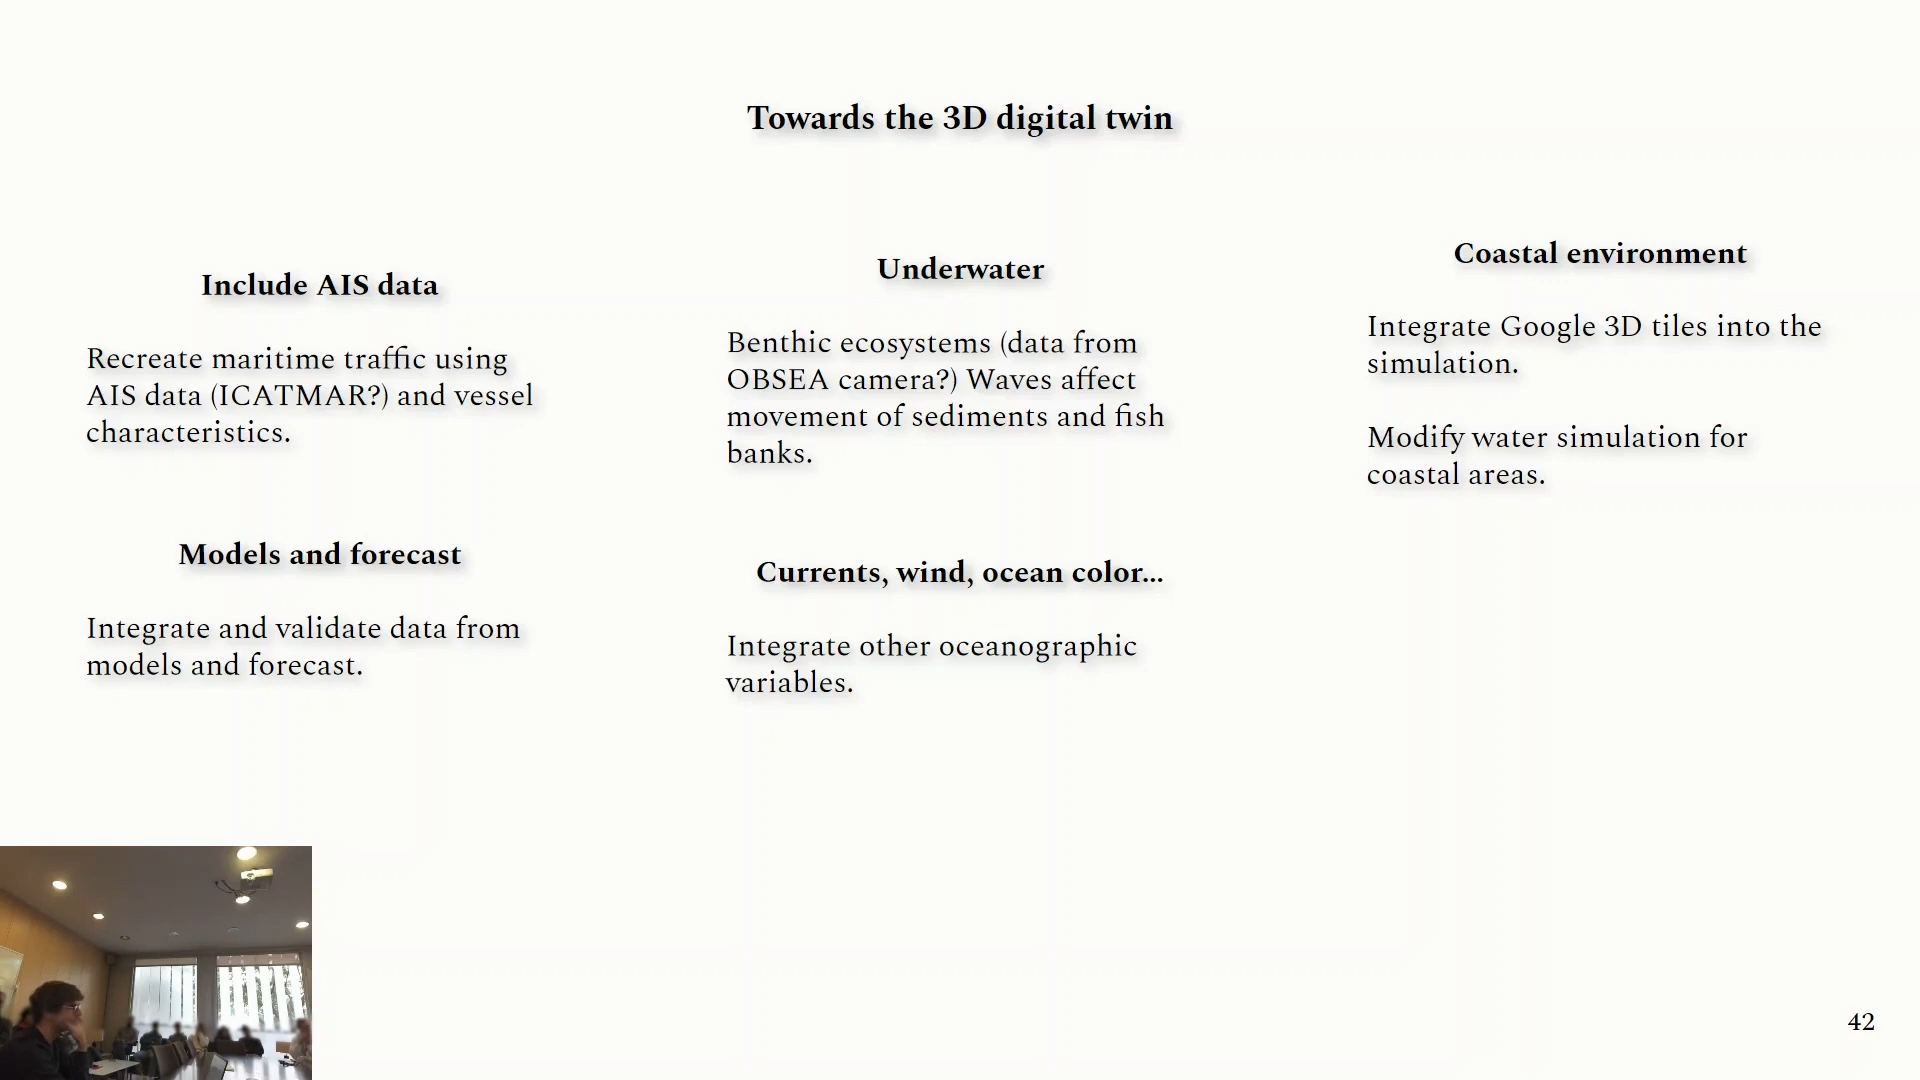 Towards the 3D digital twin
Include AIS data
Recreate maritime traffic using
AIS data (ICATMAR?) and vessel
characteristics.
Underwater
Benthic ecosystems (data from
OBSEA camera?) Waves affect
movement of sediments and fish
banks.
Coastal environment
Integrate Google 3D tiles into the
simulation.
Modify water simulation for
coastal areas.
Models and forecast
Integrate and validate data from
models and forecast.
Currents, wind, ocean color...
Integrate other oceanographic
variables.
42